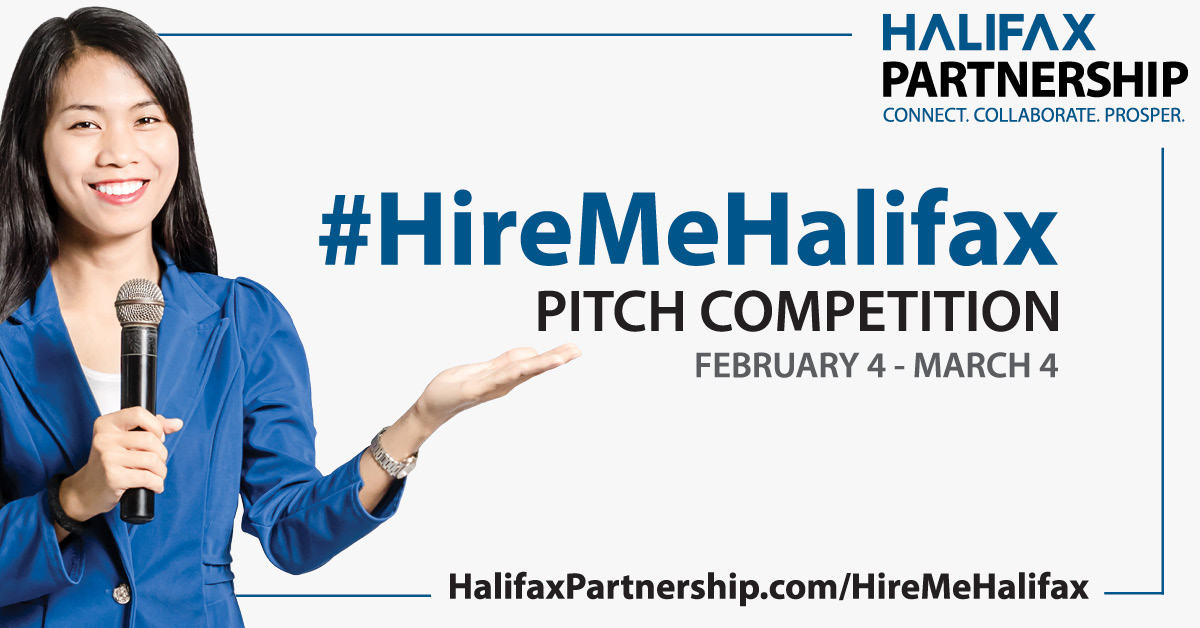 HALIFAX
PARTNERSHIP
CONNECT. COLLABORATE. PROSPER.
#HireMeHalifax
PITCH COMPETITION
FEBRUARY 4 - MARCH 4
HalifaxPartnership.com/HireMeHalifax